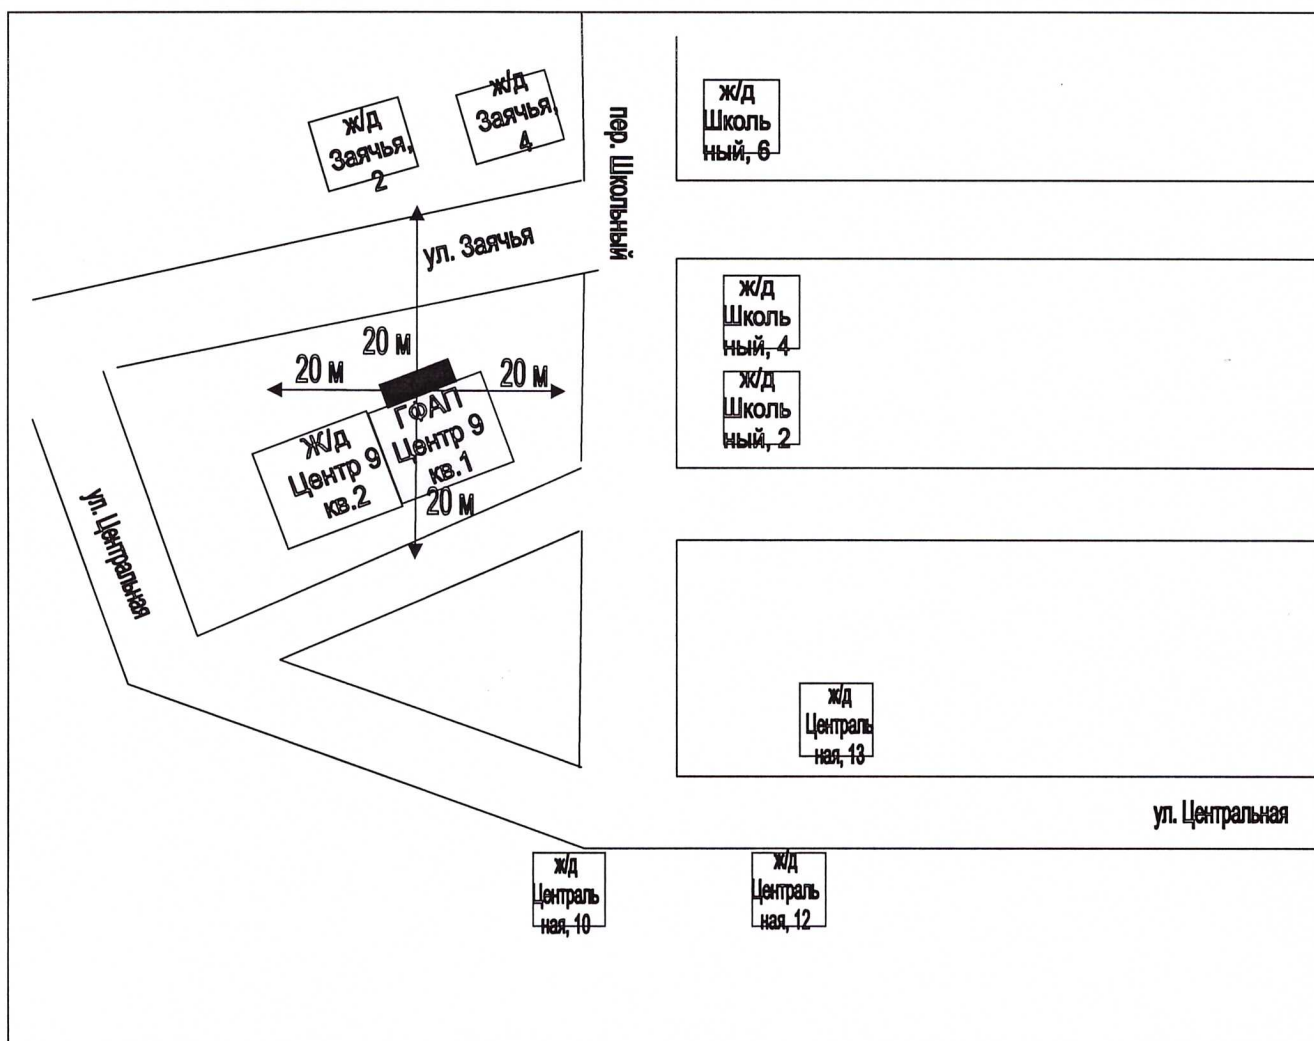 ж/д
Заячья,
2
ж/д
Заячья,
4
пер. Школьный
ж/д
Школь
ный, 6
ул. Заячья
ж/д
Школь
ный, 4
20 м
20 м
20 м
ж/д
Школь
ный, 2
ГФАП
Центр 9
кв.1
Ж/д
Центр 9
кв.2
20 м
ул. Центральная
ж/д
Централь
ная, 13
ул. Центральная
ж/д
Централь
ная, 10
ж/д
Централь
ная, 12